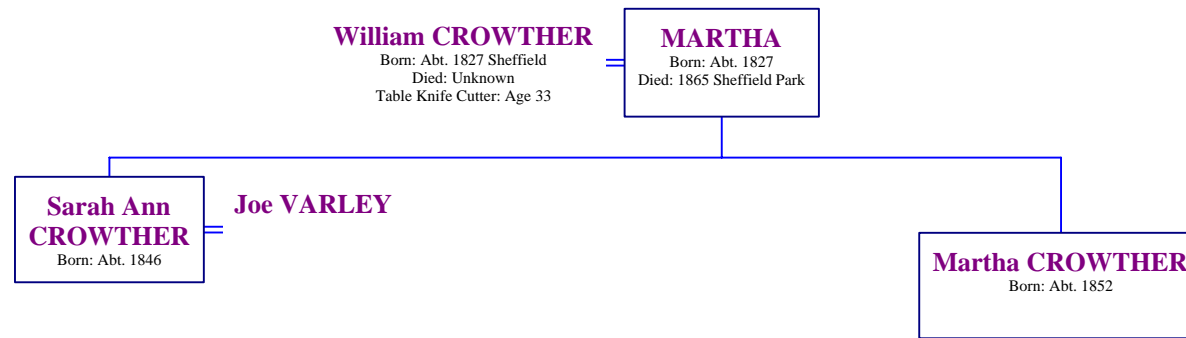 William CROWTHER
Born: Abt. 1827 Sheffield
Died: Unknown
Table Knife Cutter: Age 33
MARTHA
Born: Abt. 1827
Died: 1865 Sheffield Park
Sarah Ann
CROWTHER
Born: Abt. 1846
Joe VARLEY
Martha CROWTHER
Born: Abt. 1852